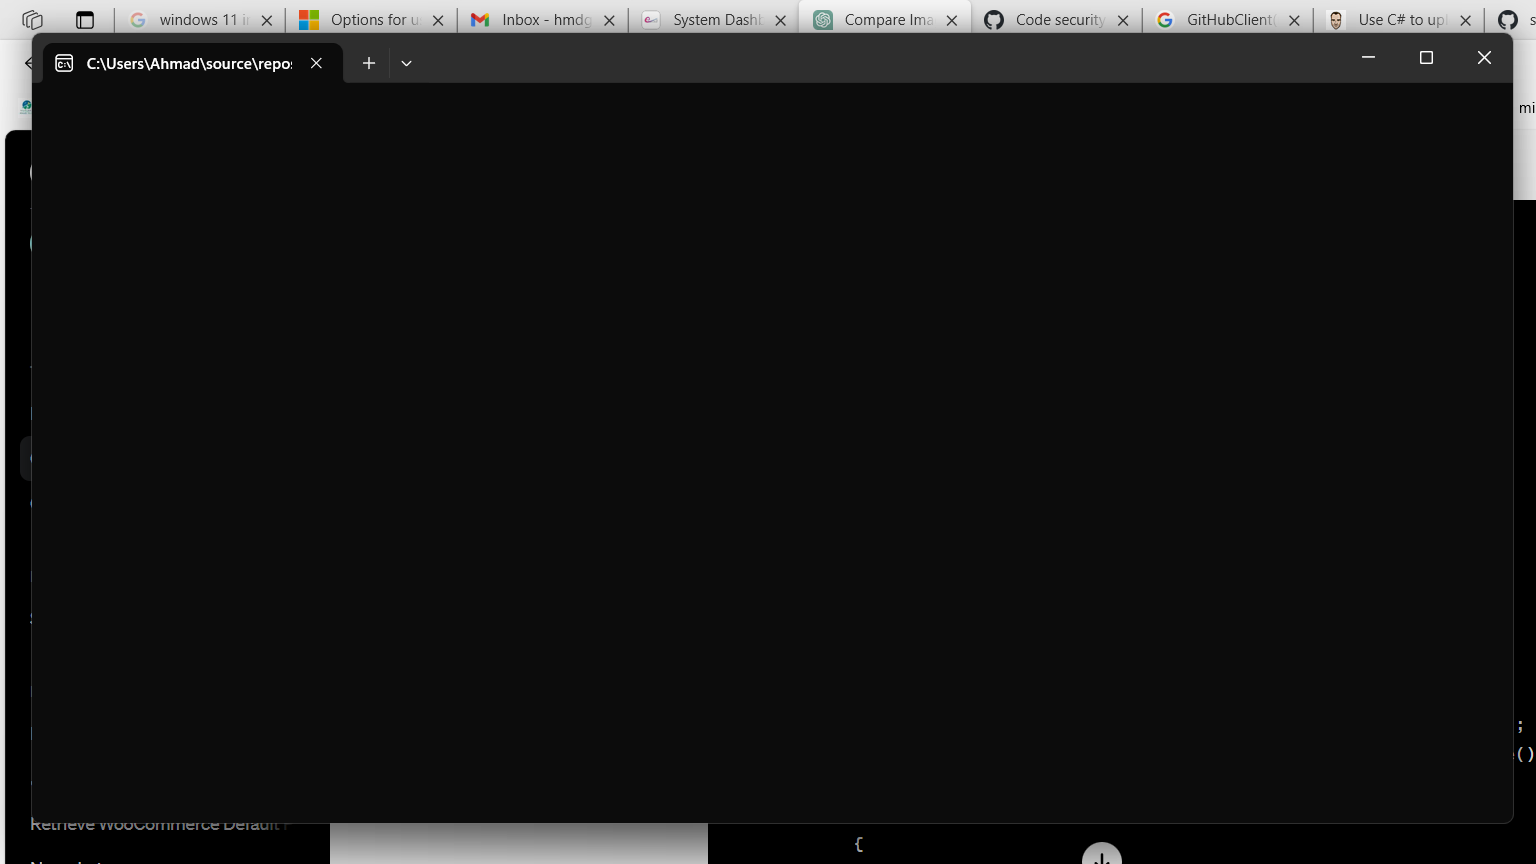 windows 11 i
Options for u
Inbox - hmdg
System Dashb
Compare Ima
Code security
GitHubClient(
Use C# to upl
s
C:\Users\Ahmad\source\repos
mi
;
e()
Retrieve WooCommerce Default
{